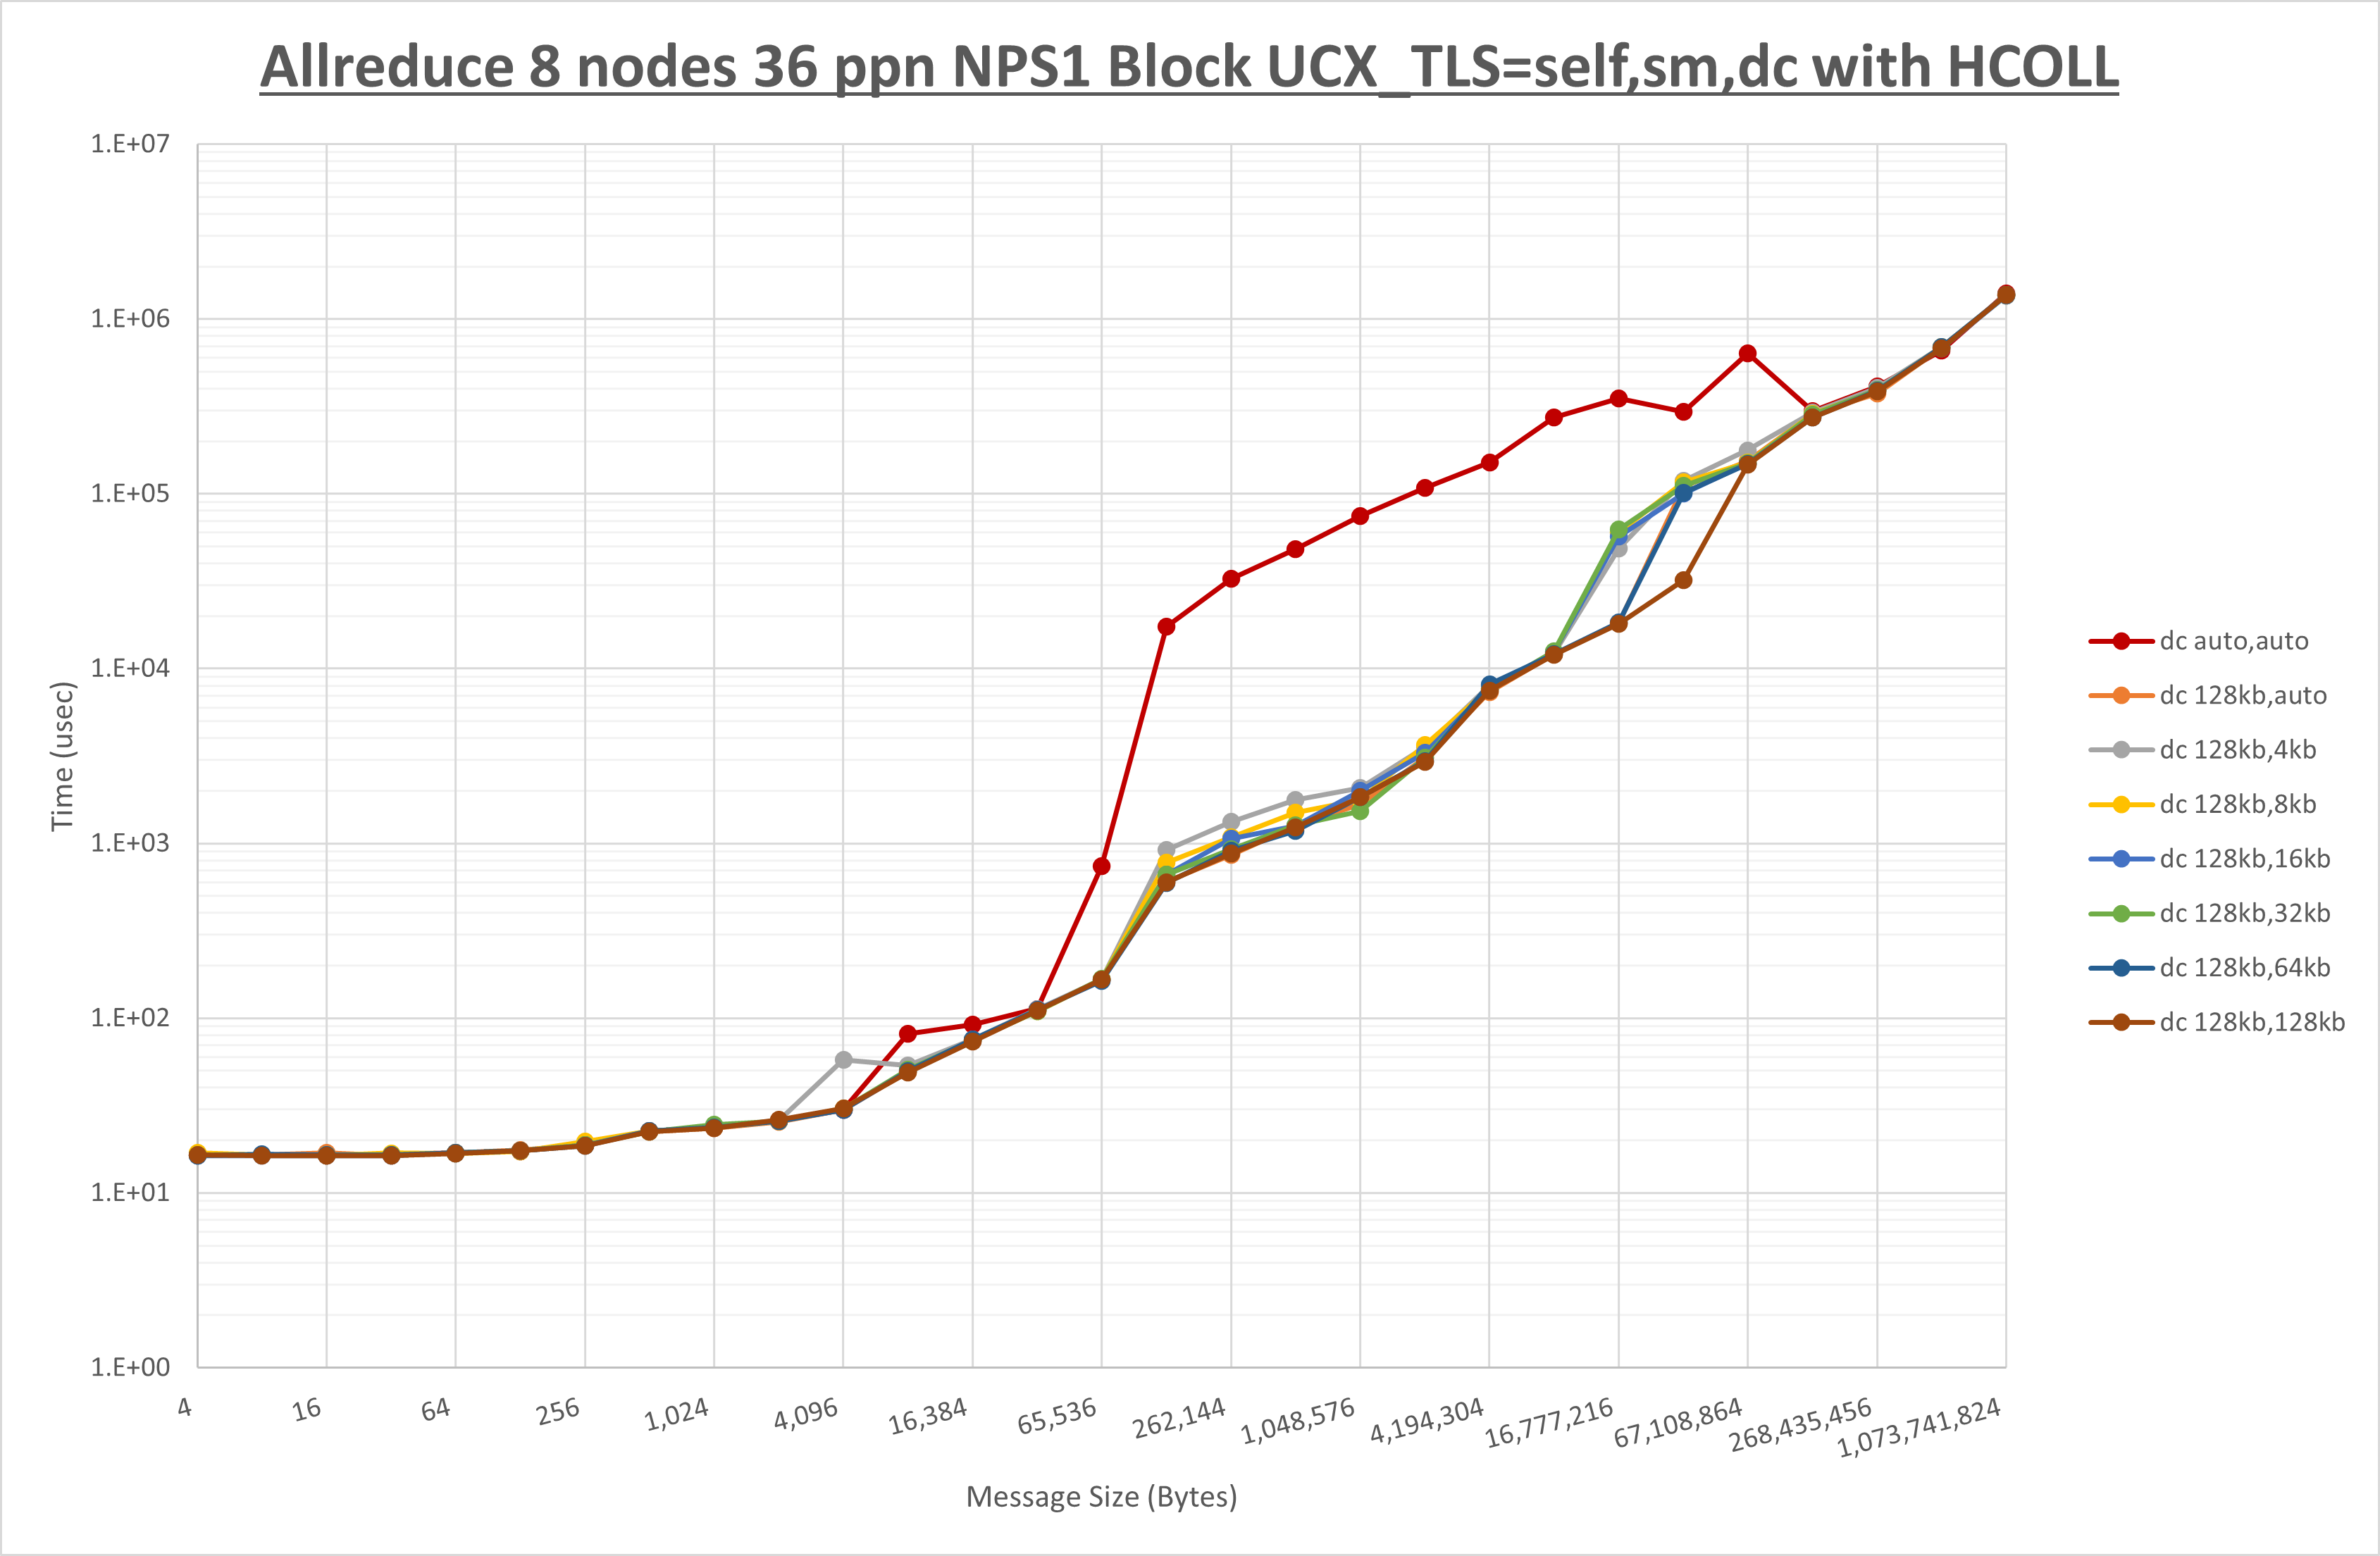 Allreduce 8 nodes 36 ppn NPS1 Block UCX_TLS=self,sm,dc with HCOLL
1.E+07
1.E+06
1.E+05
1.E+04
1.E+03
1.E+02
1.E+01
1.E+00
Time (usec)
4
16
64
256
1,024
4,096
16,384
65,536
262,144
1,048,576
4,194,304
16,777,216
67,108,864
268,435,456
1,073,741,824
Message Size (Bytes)
dc auto,auto
dc 128kb,auto
dc 128kb,4kb
dc 128kb,8kb
dc 128kb,16kb
dc 128kb,32kb
dc 128kb,64kb
dc 128kb,128kb